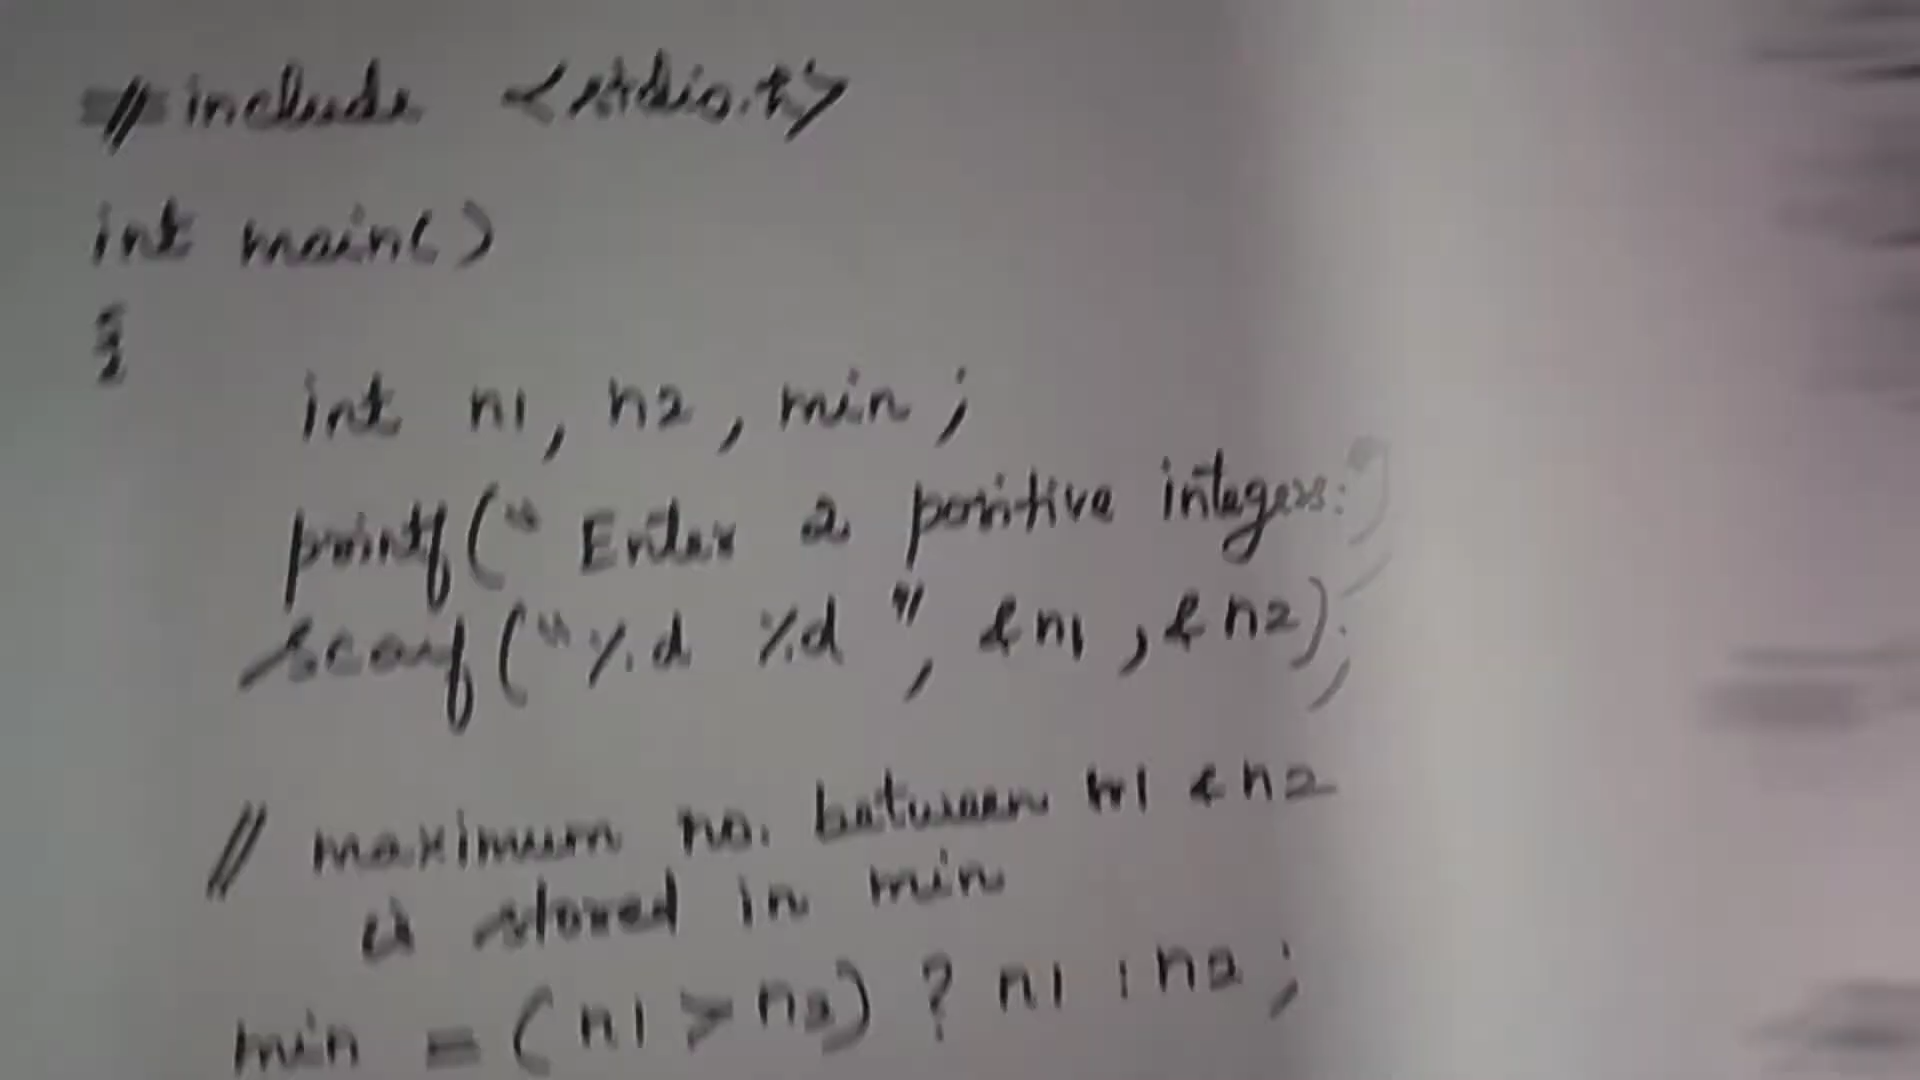 #include <stdio.h>
int main()
{
int n1, n2, min;
printf("Enter 2 positive integers:");
scanf("%d %d", &n1, &n2);
// maximum no. between n1 & n2
is stored in min
min = (n1 > n2) ? n1 : n2;